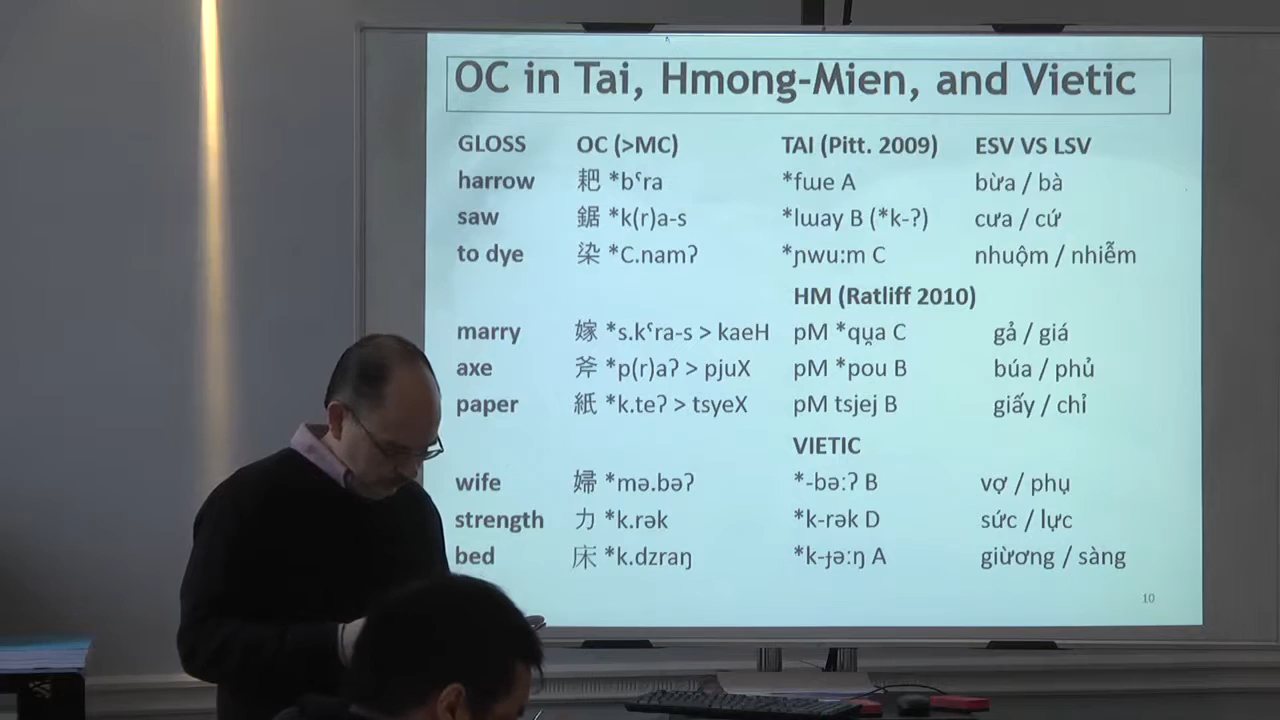 OC in Tai, Hmong-Mien, and Vietic
GLOSS OC (>MC) TAI (Pitt. 2009) ESV VS LSV
harrow 耙 *bˤra *fɯe A bừa / bà
saw 鋸 *k(r)a-s *lɯay B (*k-?) cưa / cứ
to dye 染 *C.namʔ *ɲwu:m C nhuộm / nhiễm
HM (Ratliff 2010)
marry 嫁 *s.kˤra-s > kaeH pM *qu̯a C gả / giá
axe 斧 *p(r)aʔ > pjuX pM *pou B búa / phủ
paper 紙 *k.teʔ > tsyeX pM tsjej B giấy / chỉ
VIETIC
wife 婦 *mə.bəʔ *-bəːʔ B vợ / phụ
strength 力 *k.rək *k-rək D sức / lực
bed 床 *k.dzraŋ *k-ɟəːŋ A giường / sàng
10